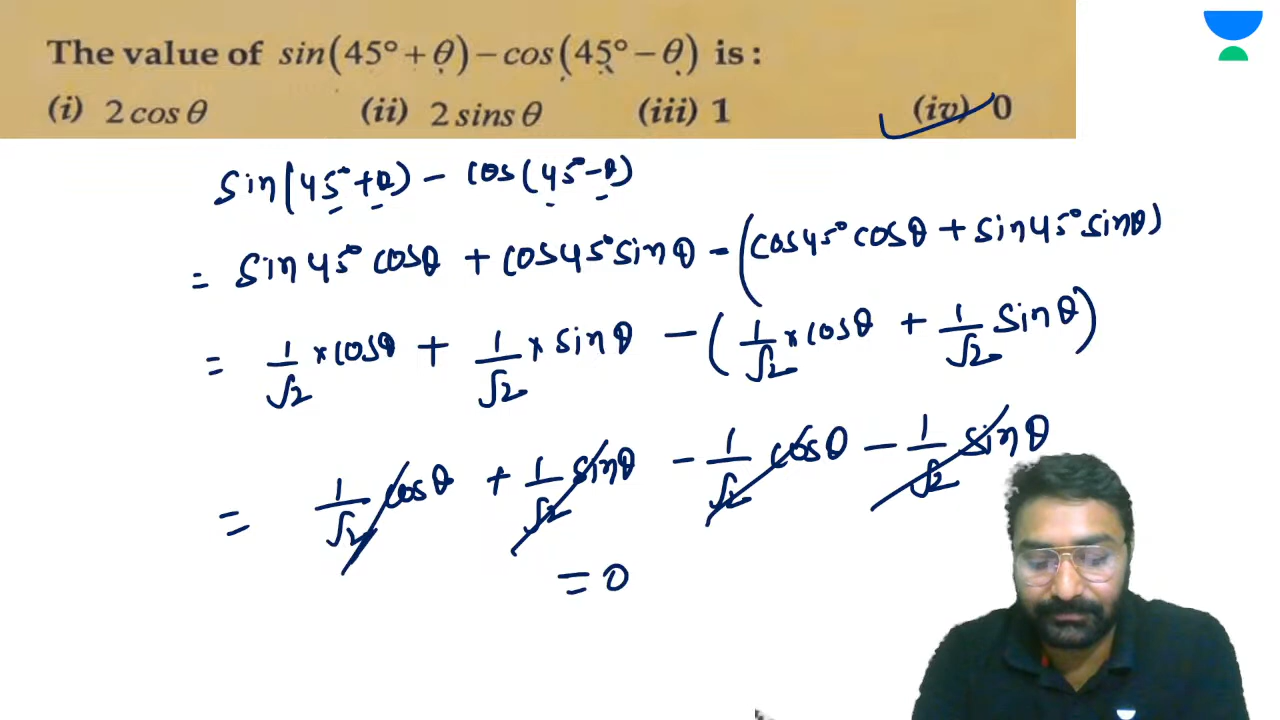 The value of sin(45° + θ) − cos(45° − θ) is :
(i) 2 cos θ (ii) 2 sins θ (iii) 1 (iv) 0
sin(45° + θ) − cos(45° − θ)
= sin45° cosθ + cos45° sinθ − (cos45° cosθ + sin45° sinθ)
= 1/√2 × cosθ + 1/√2 × sinθ − (1/√2 × cosθ + 1/√2 sinθ)
= 1/√2 cosθ + 1/√2 sinθ − 1/√2 cosθ − 1/√2 sinθ
= 0